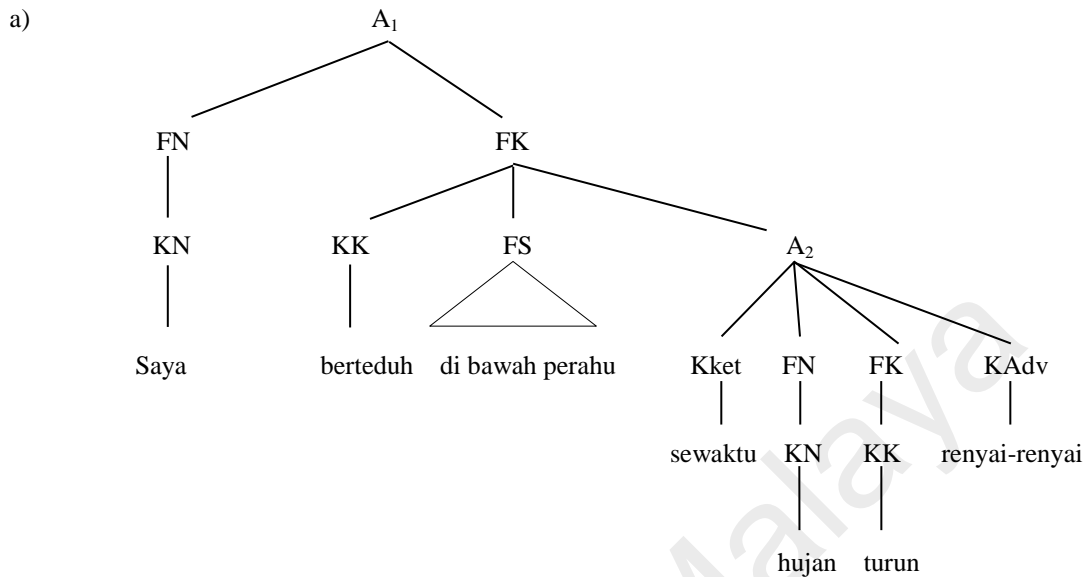 a)
A₁
FN FK
KN KK FS A₂
Saya berteduh di bawah perahu Kket FN FK KAdv
sewaktu KN KK renyai-renyai
hujan turun
Malaya